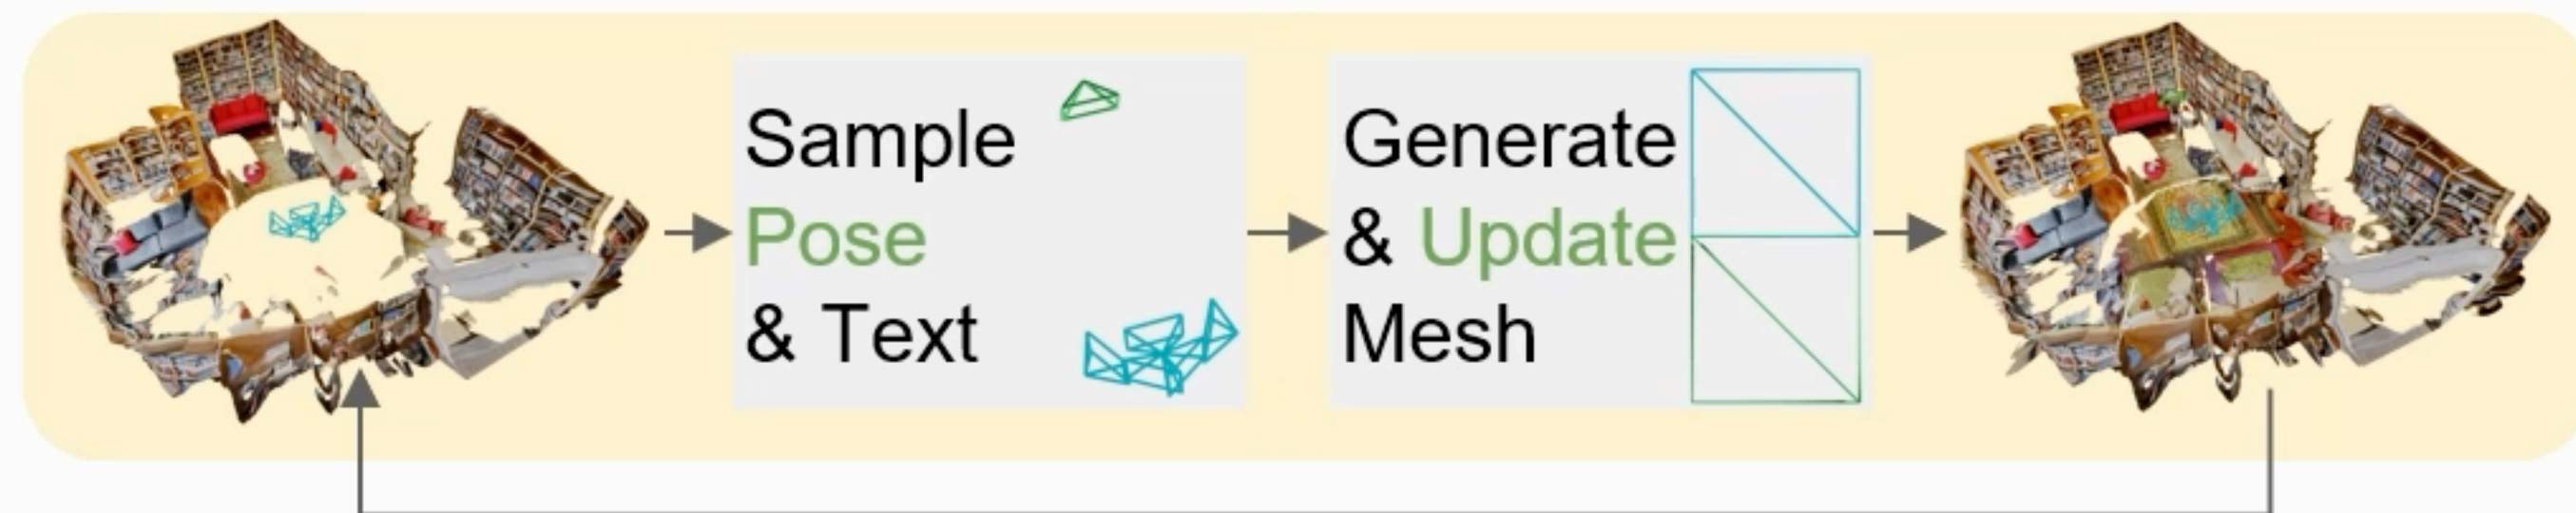 Sample
Pose
& Text
Generate
& Update
Mesh